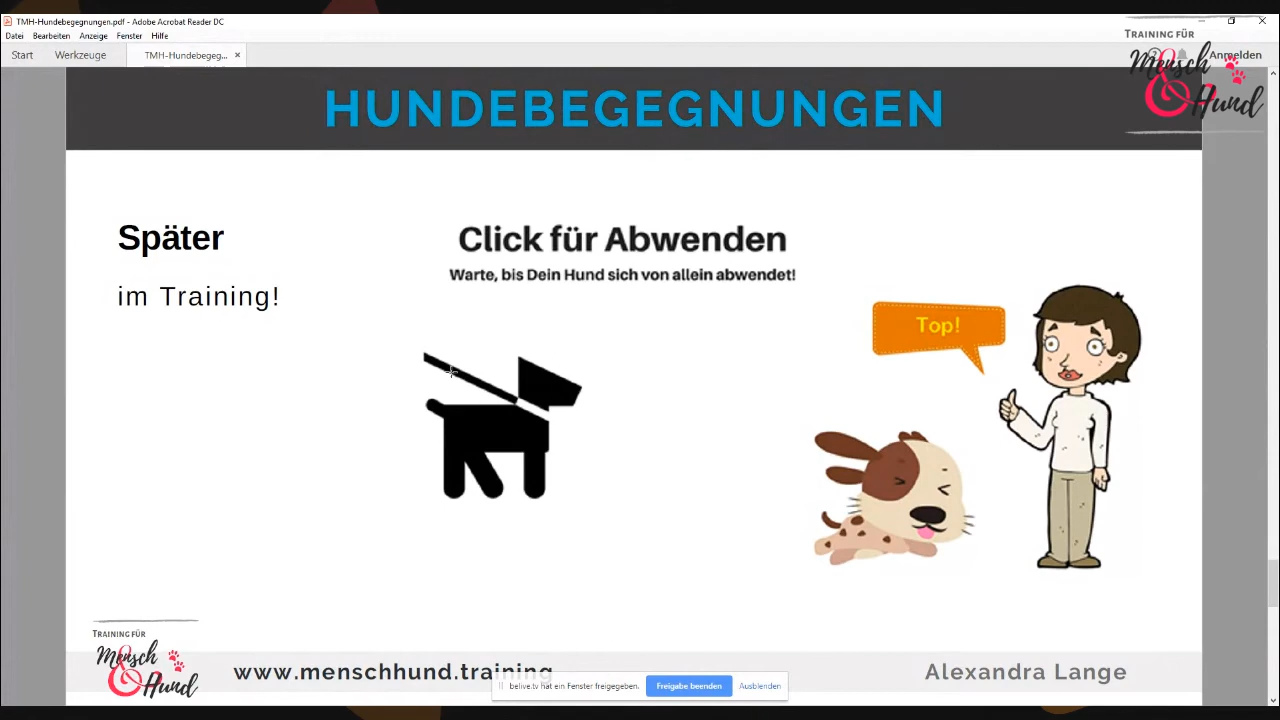 TMH-Hundebegegnungen.pdf - Adobe Acrobat Reader DC
Datei Bearbeiten Anzeige Fenster Hilfe
Start Werkzeuge TMH-Hundebegeg... ×
Anmelden
TRAINING FÜR
Mensch
& Hund
HUNDEBEGEGNUNGEN
Später
im Training!
Click für Abwenden
Warte, bis Dein Hund sich von allein abwendet!
Top!
TRAINING FÜR
Mensch
& Hund
www.menschhund.training
Alexandra Lange
belive.tv hat ein Fenster freigegeben. Freigabe beenden Ausblenden